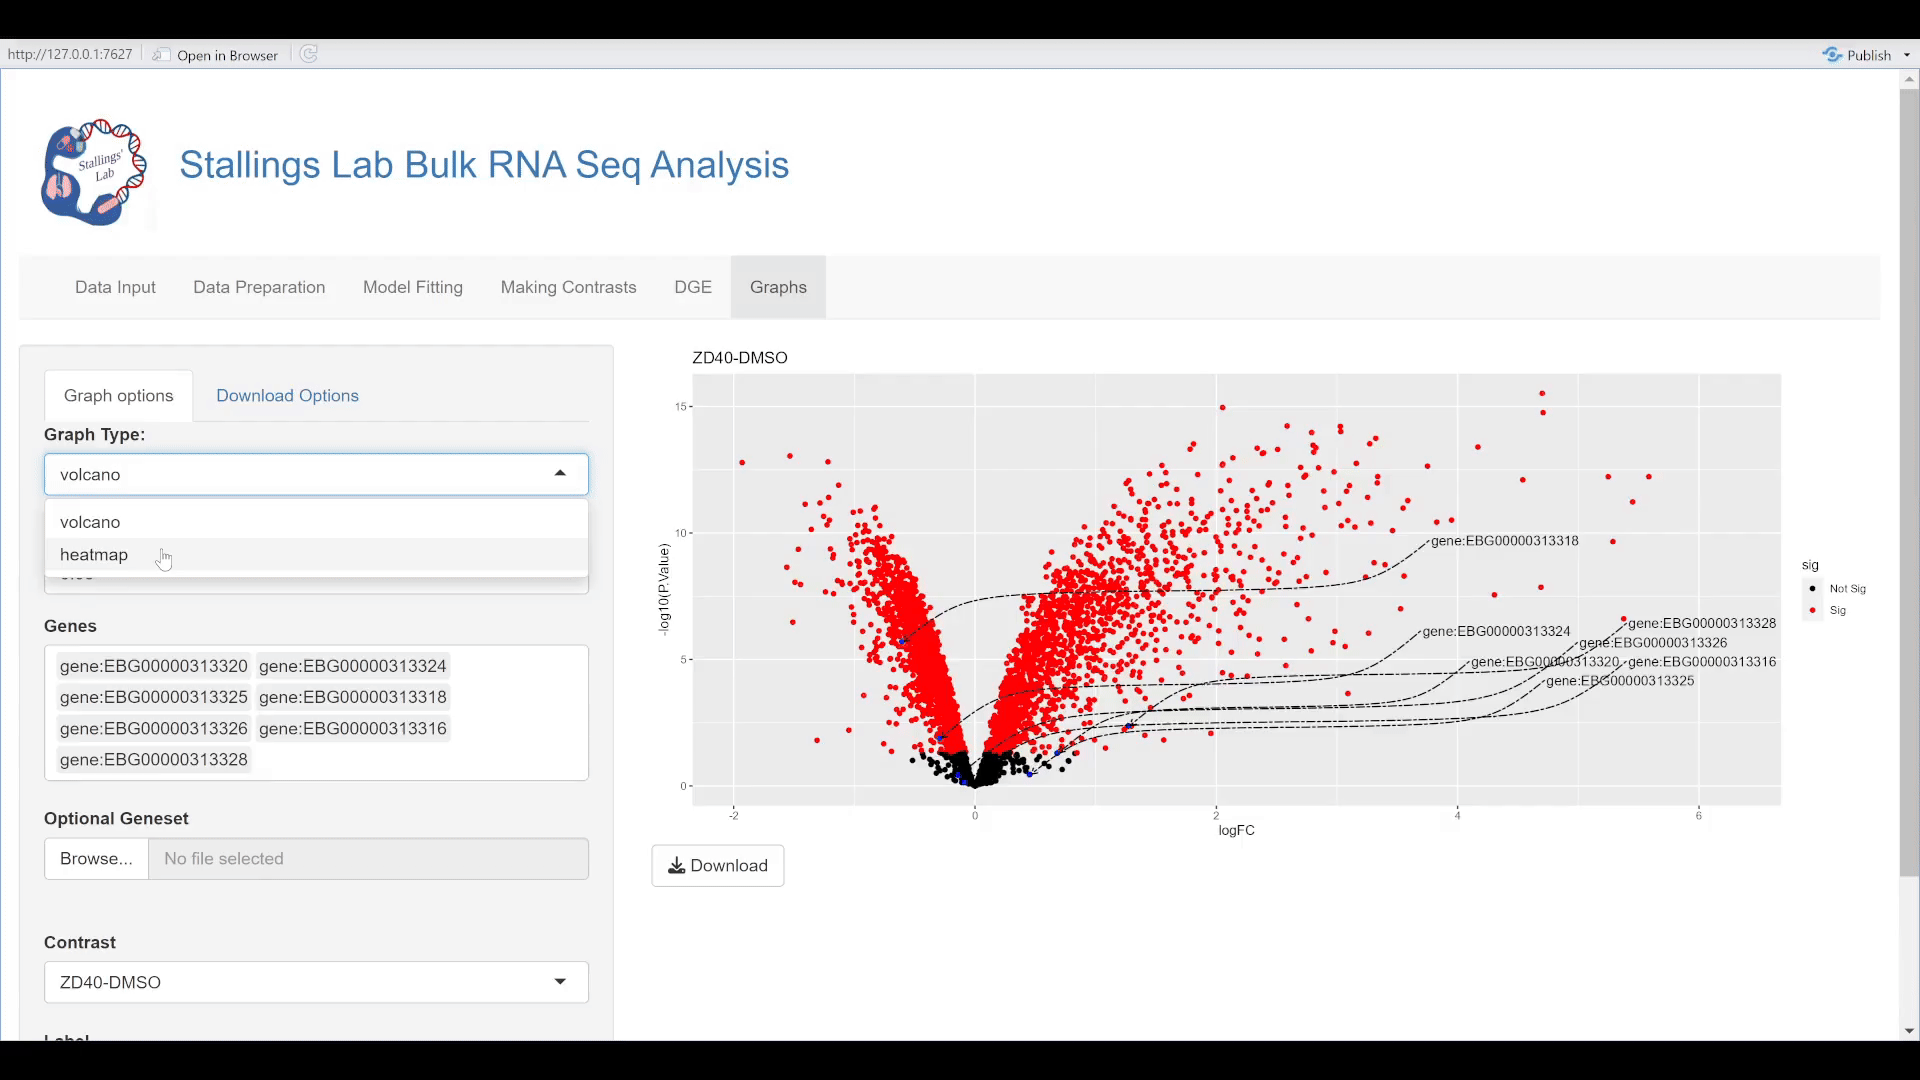 http://127.0.0.1:7627 Open in Browser Publish
Stallings' Lab
Stallings Lab Bulk RNA Seq Analysis
Data Input Data Preparation Model Fitting Making Contrasts DGE Graphs
Graph options Download Options
Graph Type:
volcano
volcano
heatmap
Genes
gene:EBG00000313320 gene:EBG00000313324
gene:EBG00000313325 gene:EBG00000313318
gene:EBG00000313326 gene:EBG00000313316
gene:EBG00000313328
Optional Geneset
Browse... No file selected
Contrast
ZD40-DMSO
ZD40-DMSO
15
10
5
0
-log10(P.Value)
-2 0 2 4 6
logFC
gene:EBG00000313318
gene:EBG00000313328
gene:EBG00000313324
gene:EBG00000313326
gene:EBG00000313320
gene:EBG00000313316
gene:EBG00000313325
sig
Not Sig
Sig
Download